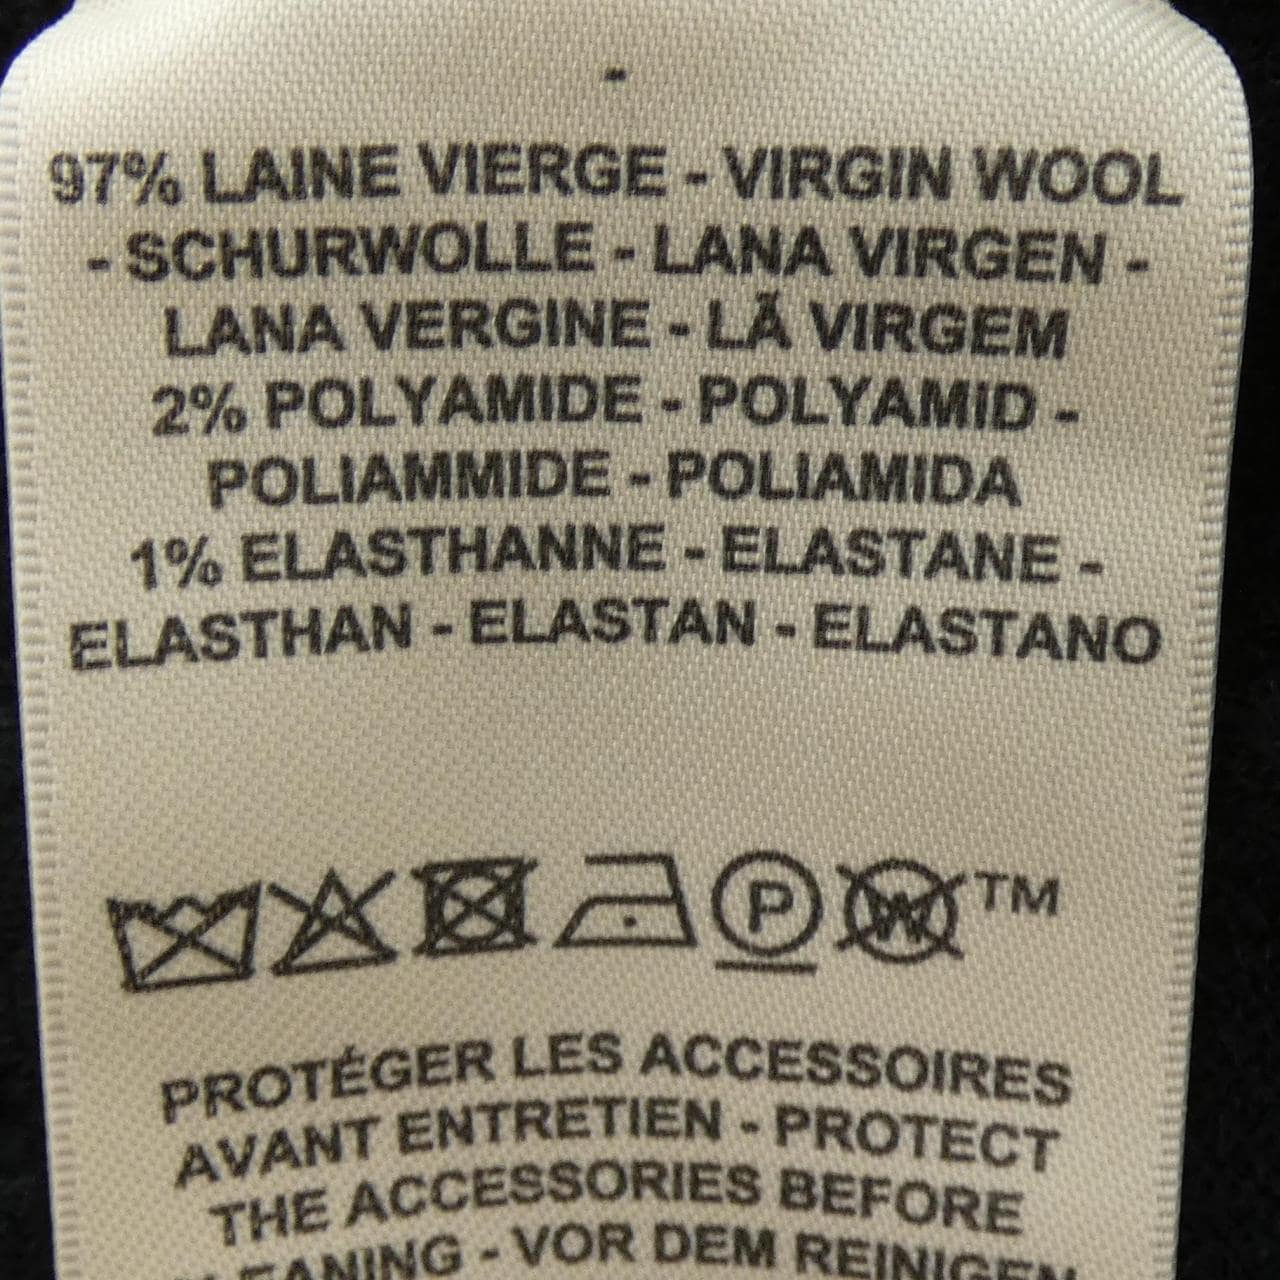 -
97% LAINE VIERGE - VIRGIN WOOL
- SCHURWOLLE - LANA VIRGEN -
LANA VERGINE - LÃ VIRGEM
2% POLYAMIDE - POLYAMID -
POLIAMMIDE - POLIAMIDA
1% ELASTHANNE - ELASTANE -
ELASTHAN - ELASTAN - ELASTANO
P W TM
PROTÉGER LES ACCESSOIRES
AVANT ENTRETIEN - PROTECT
THE ACCESSORIES BEFORE
CLEANING - VOR DEM REINIGEN